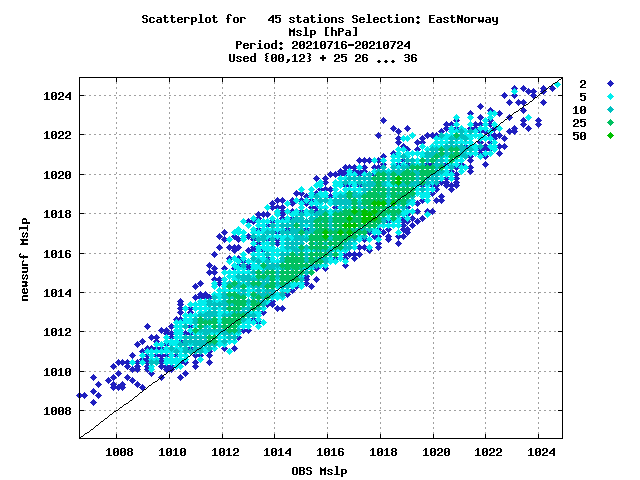 Scatterplot for   45 stations Selection: EastNorway
Mslp [hPa]
Period: 20210716-20210724
Used {00,12} + 25 26 ... 36
2
5
10
25
50
1024
1022
1020
1018
1016
1014
1012
1010
1008
newsurf Mslp
1008 1010 1012 1014 1016 1018 1020 1022 1024
OBS Mslp